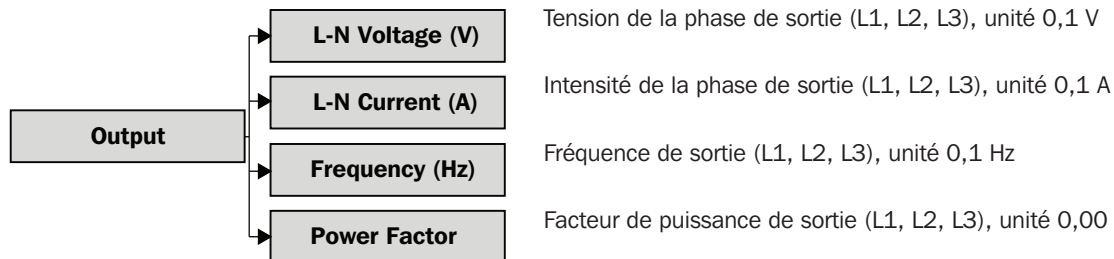 L-N Voltage (V)
Tension de la phase de sortie (L1, L2, L3), unité 0,1 V
L-N Current (A)
Intensité de la phase de sortie (L1, L2, L3), unité 0,1 A
Output
Frequency (Hz)
Fréquence de sortie (L1, L2, L3), unité 0,1 Hz
Power Factor
Facteur de puissance de sortie (L1, L2, L3), unité 0,00